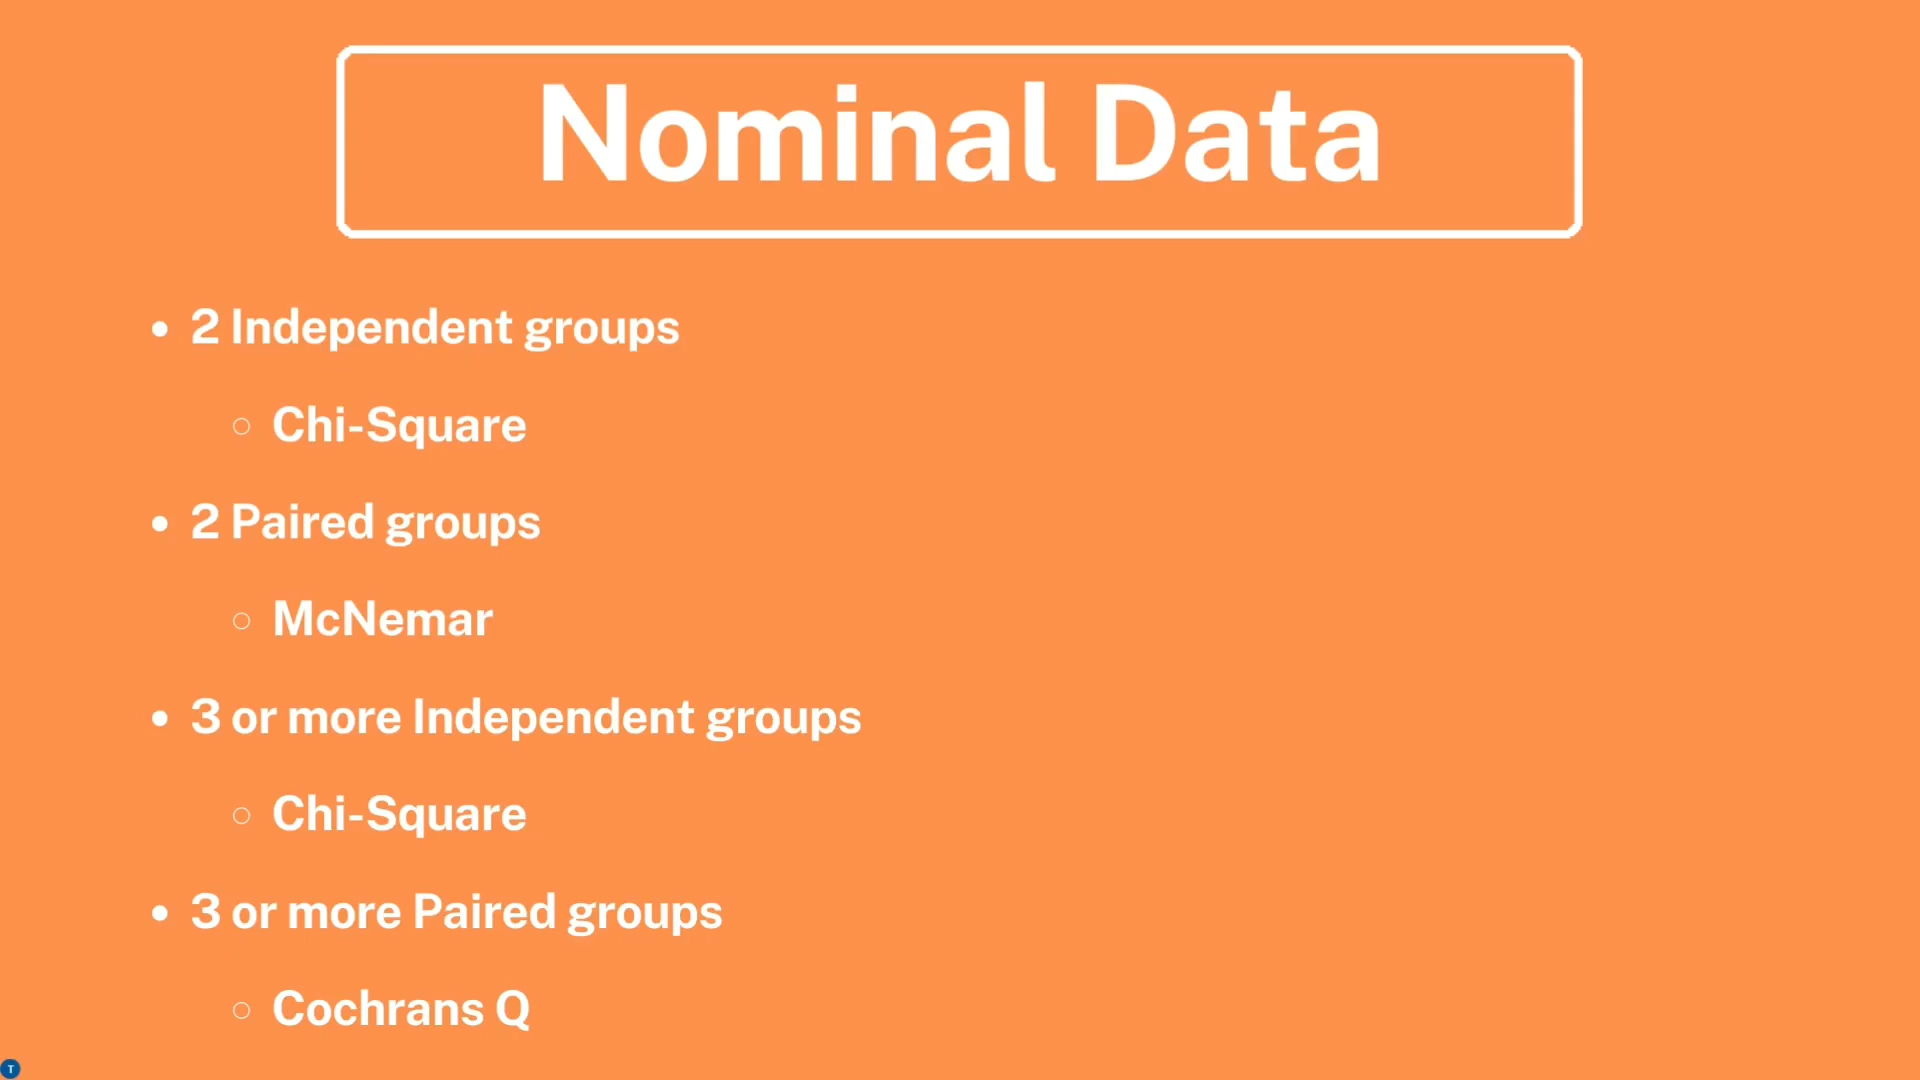 Nominal Data
2 Independent groups
Chi-Square
2 Paired groups
McNemar
3 or more Independent groups
Chi-Square
3 or more Paired groups
Cochrans Q
T